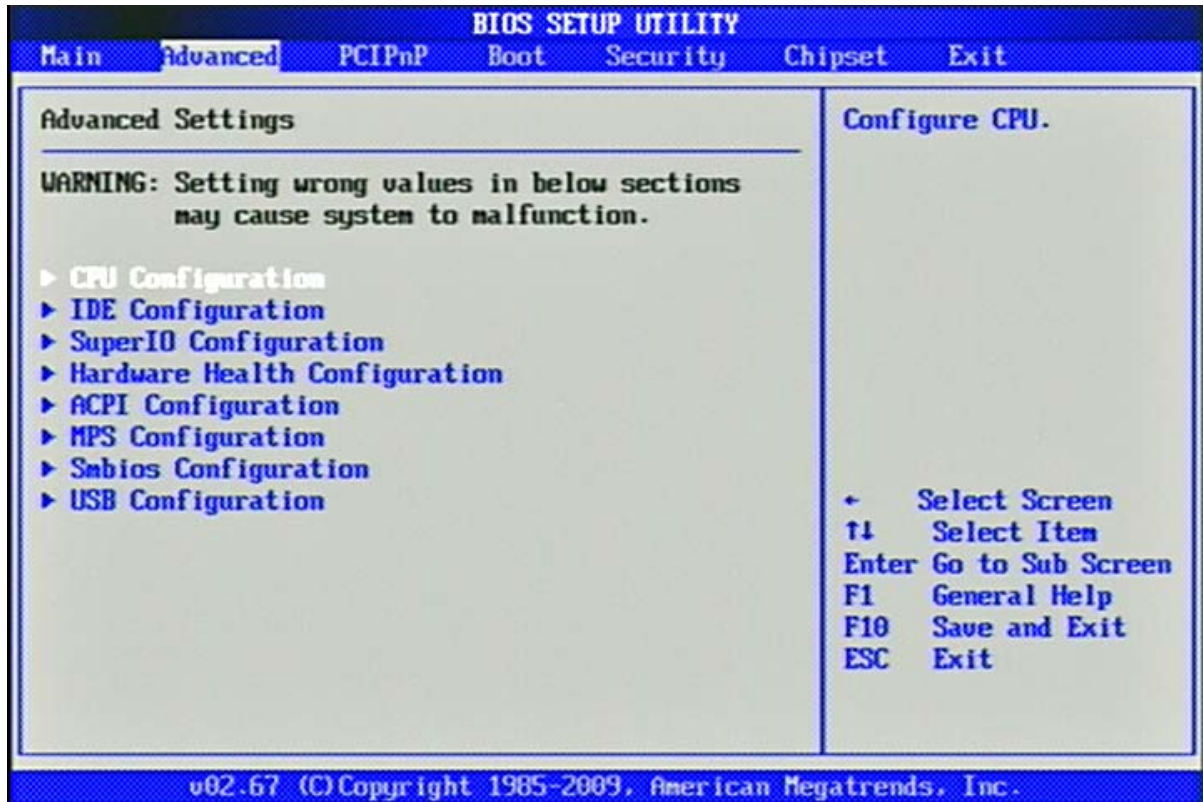 BIOS SETUP UTILITY
Main Advanced PCIPnP Boot Security Chipset Exit
Advanced Settings
WARNING: Setting wrong values in below sections
may cause system to malfunction.
▶ CPU Configuration
▶ IDE Configuration
▶ SuperIO Configuration
▶ Hardware Health Configuration
▶ ACPI Configuration
▶ MPS Configuration
▶ Smbios Configuration
▶ USB Configuration
Configure CPU.
← Select Screen
↑↓ Select Item
Enter Go to Sub Screen
F1 General Help
F10 Save and Exit
ESC Exit
v02.67 (C)Copyright 1985-2009, American Megatrends, Inc.